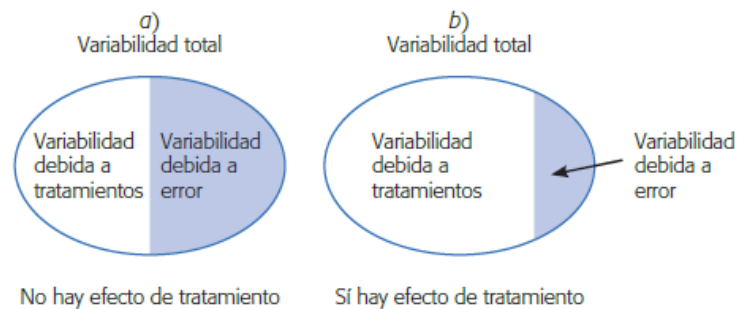 a)
Variabilidad total
Variabilidad
debida a
tratamientos
Variabilidad
debida a
error
No hay efecto de tratamiento
b)
Variabilidad total
Variabilidad
debida a
tratamientos
Variabilidad
debida a
error
Sí hay efecto de tratamiento